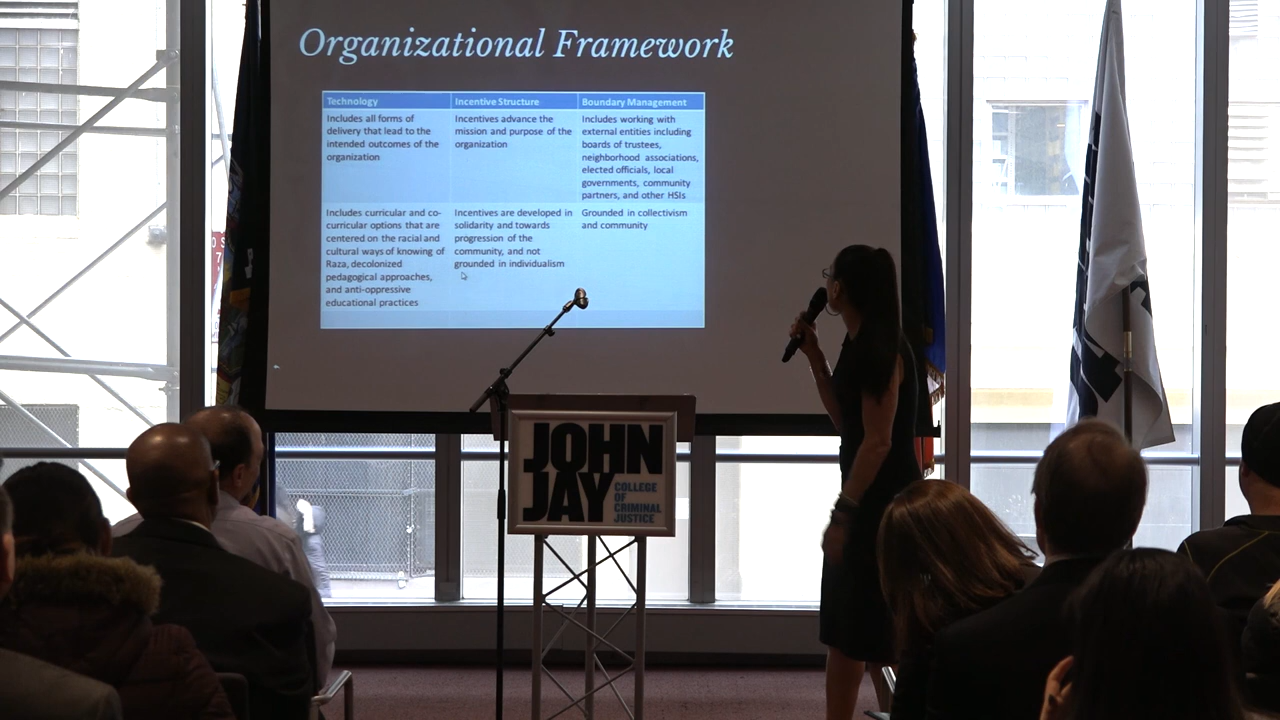 Organizational Framework
Technology
Incentive Structure
Boundary Management
Includes all forms of
delivery that lead to the
intended outcomes of the
organization
Incentives advance the
mission and purpose of the
organization
Includes working with
external entities including
boards of trustees,
neighborhood associations,
elected officials, local
governments, community
partners, and other HSIs
Includes curricular and co-
curricular options that are
centered on the racial and
cultural ways of knowing of
Raza, decolonized
pedagogical approaches,
and anti-oppressive
educational practices
Incentives are developed in
solidarity and towards
progression of the
community, and not
grounded in individualism
Grounded in collectivism
and community
JOHN
JAY
COLLEGE
OF
CRIMINAL
JUSTICE